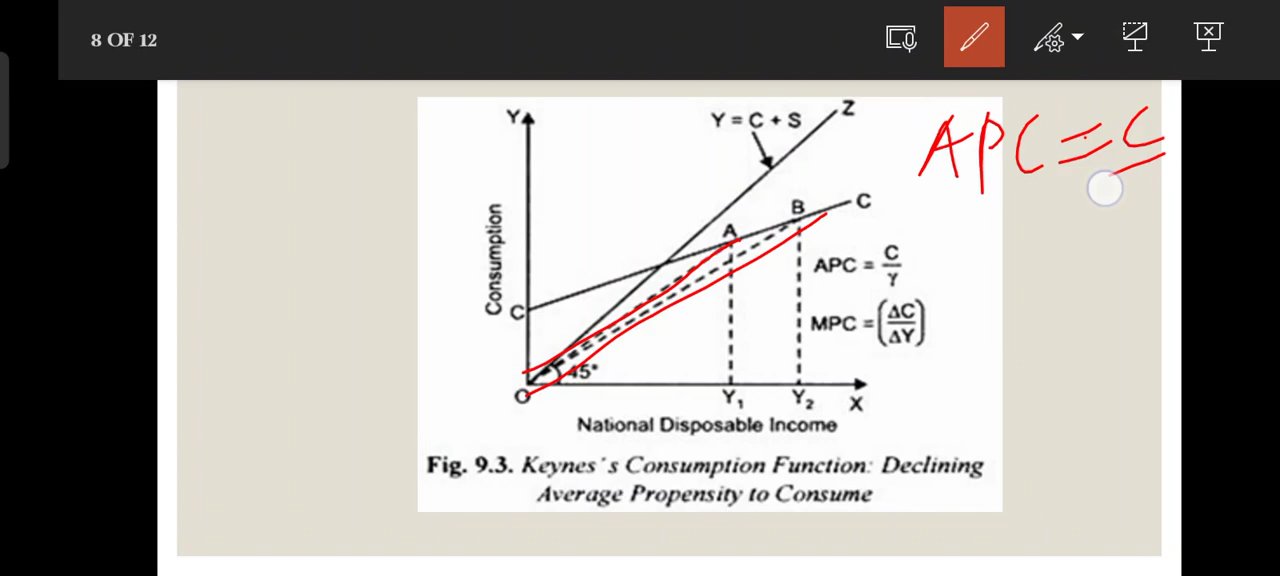 8 OF 12
APC = C
Y
Y = C + S
Z
C
B
A
Consumption
APC = C/Y
C
MPC = (ΔC/ΔY)
45°
O
Y₁
Y₂
X
National Disposable Income
Fig. 9.3. Keynes's Consumption Function: Declining
Average Propensity to Consume